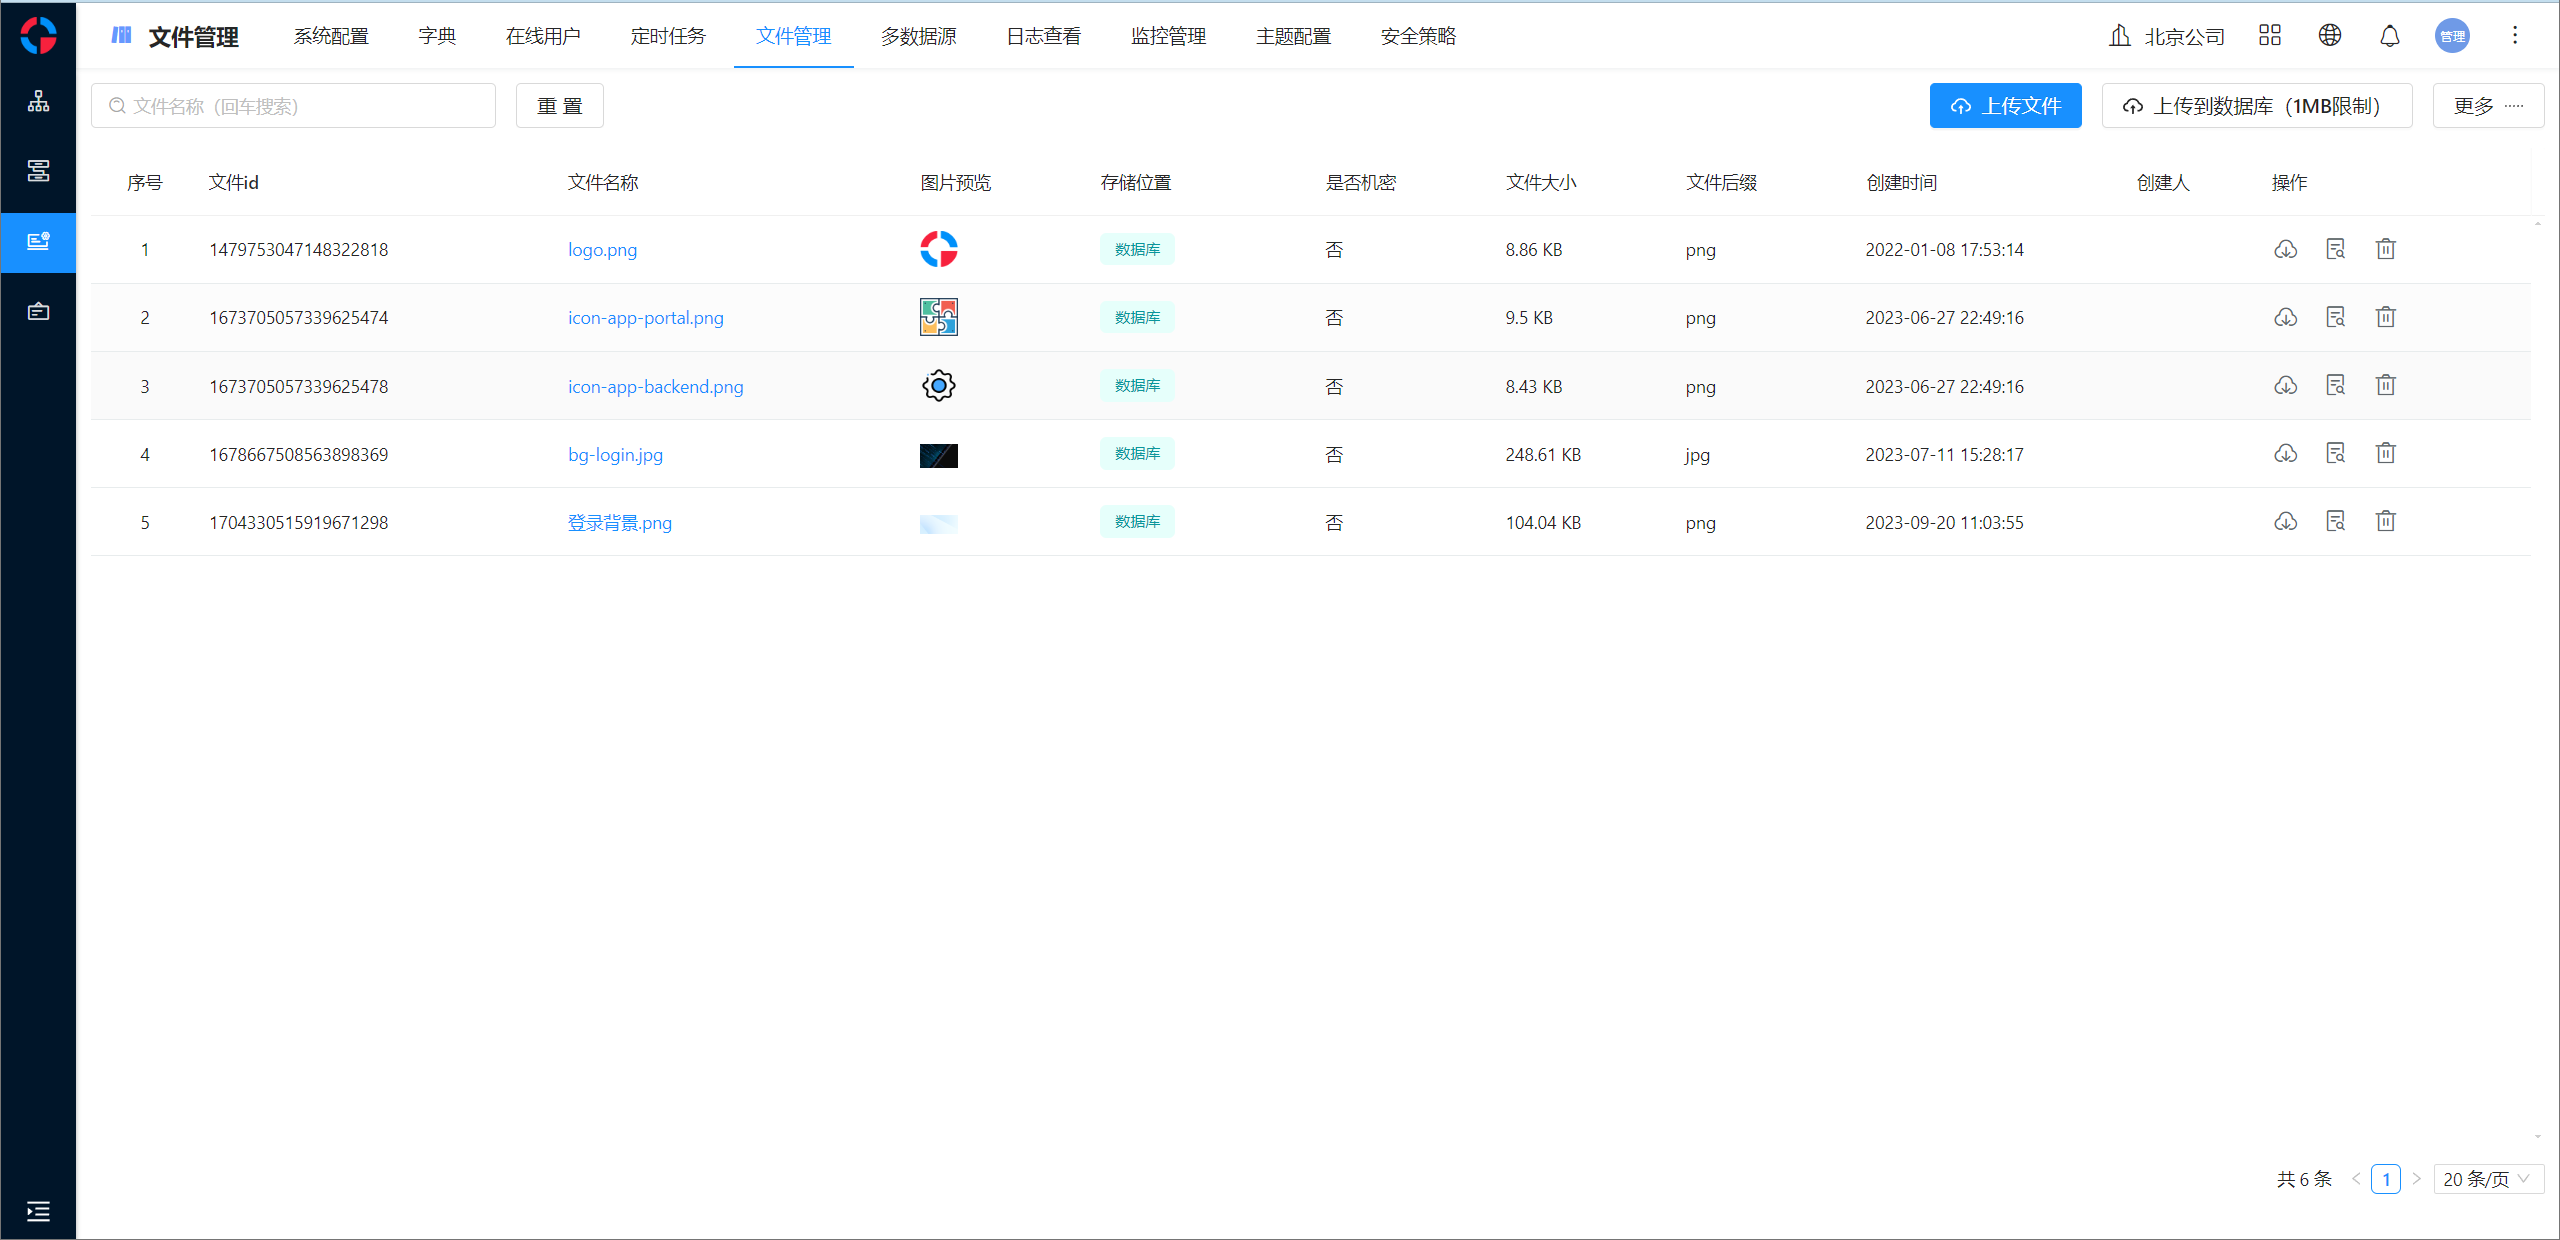 文件管理 系统配置 字典 在线用户 定时任务 文件管理 多数据源 日志查看 监控管理 主题配置 安全策略 北京公司 管理
文件名称（回车搜索） 重 置 上传文件 上传到数据库（1MB限制） 更多
序号 文件id 文件名称 图片预览 存储位置 是否机密 文件大小 文件后缀 创建时间 创建人 操作
1 1479753047148322818 logo.png 数据库 否 8.86 KB png 2022-01-08 17:53:14
2 1673705057339625474 icon-app-portal.png 数据库 否 9.5 KB png 2023-06-27 22:49:16
3 1673705057339625478 icon-app-backend.png 数据库 否 8.43 KB png 2023-06-27 22:49:16
4 1678667508563898369 bg-login.jpg 数据库 否 248.61 KB jpg 2023-07-11 15:28:17
5 1704330515919671298 登录背景.png 数据库 否 104.04 KB png 2023-09-20 11:03:55
共 6 条 1 20 条/页